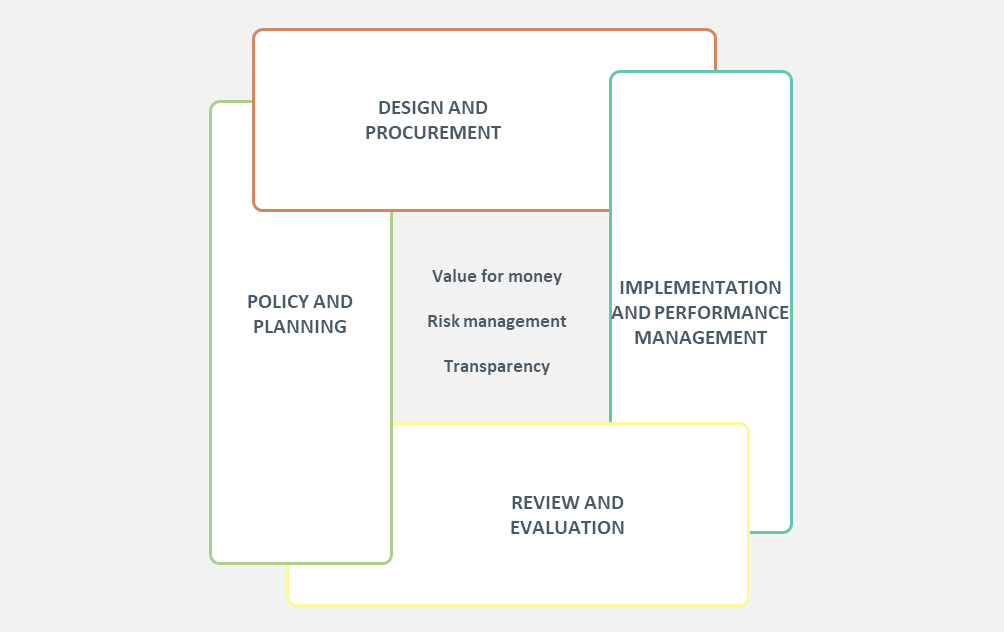 DESIGN AND
PROCUREMENT
POLICY AND
PLANNING
Value for money
Risk management
Transparency
IMPLEMENTATION
AND PERFORMANCE
MANAGEMENT
REVIEW AND
EVALUATION